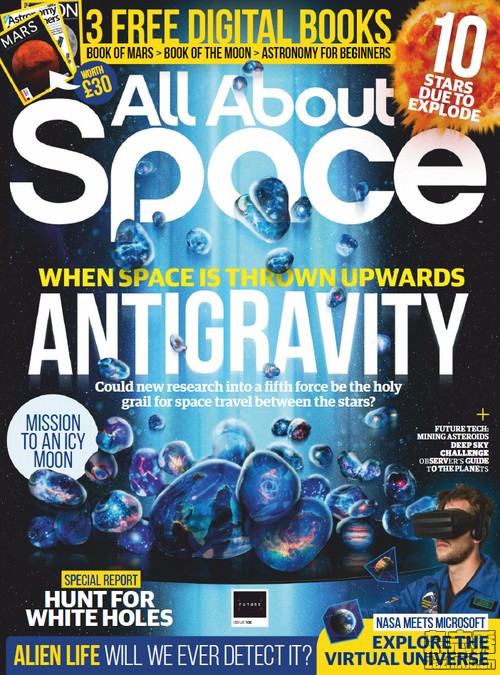 3 FREE DIGITAL BOOKS
BOOK OF MARS > BOOK OF THE MOON > ASTRONOMY FOR BEGINNERS
MARS
WORTH
£30
10
STARS
DUE TO
EXPLODE
All About
Space
WHEN SPACE IS THROWN UPWARDS
ANTIGRAVITY
Could new research into a fifth force be the holy
grail for space travel between the stars?
MISSION
TO AN ICY
MOON
+
FUTURE TECH:
MINING ASTEROIDS
DEEP SKY
CHALLENGE
OBSERVER'S GUIDE
TO THE PLANETS
SPECIAL REPORT
HUNT FOR
WHITE HOLES
FUTURE
ISSUE 106
NASA MEETS MICROSOFT
EXPLORE THE
VIRTUAL UNIVERSE
ALIEN LIFE WILL WE EVER DETECT IT?